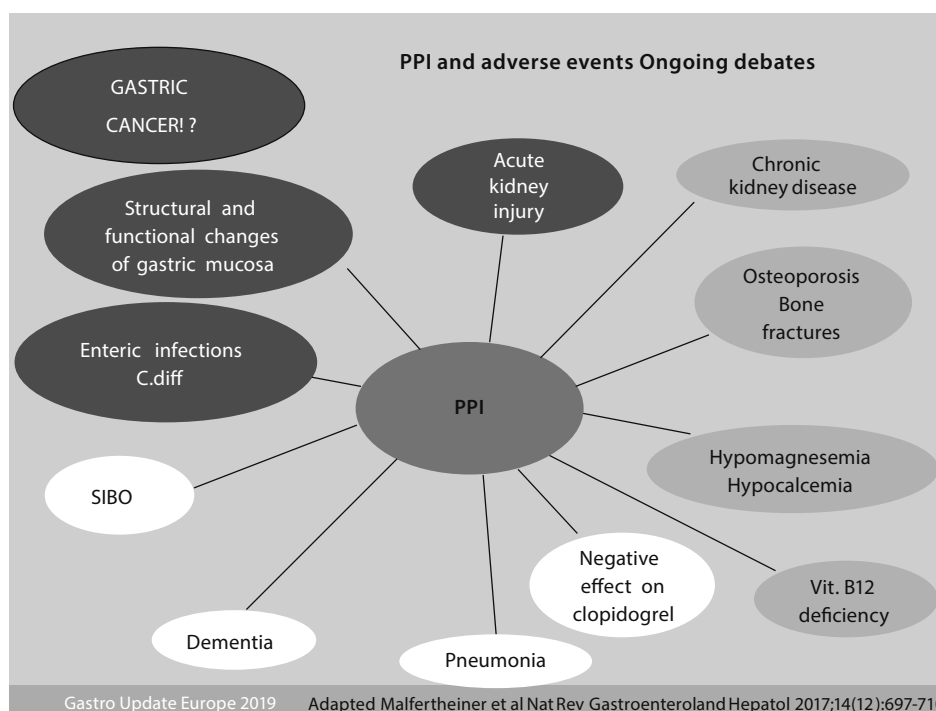 PPI and adverse events Ongoing debates
GASTRIC
CANCER! ?
Structural and
functional changes
of gastric mucosa
Enteric infections
C.diff
SIBO
Dementia
Pneumonia
Negative
effect on
clopidogrel
Vit. B12
deficiency
Hypomagnesemia
Hypocalcemia
Osteoporosis
Bone
fractures
Chronic
kidney disease
Acute
kidney
injury
PPI
Gastro Update Europe 2019 Adapted Malfertheiner et al Nat Rev Gastroenteroland Hepatol 2017;14(12):697-71